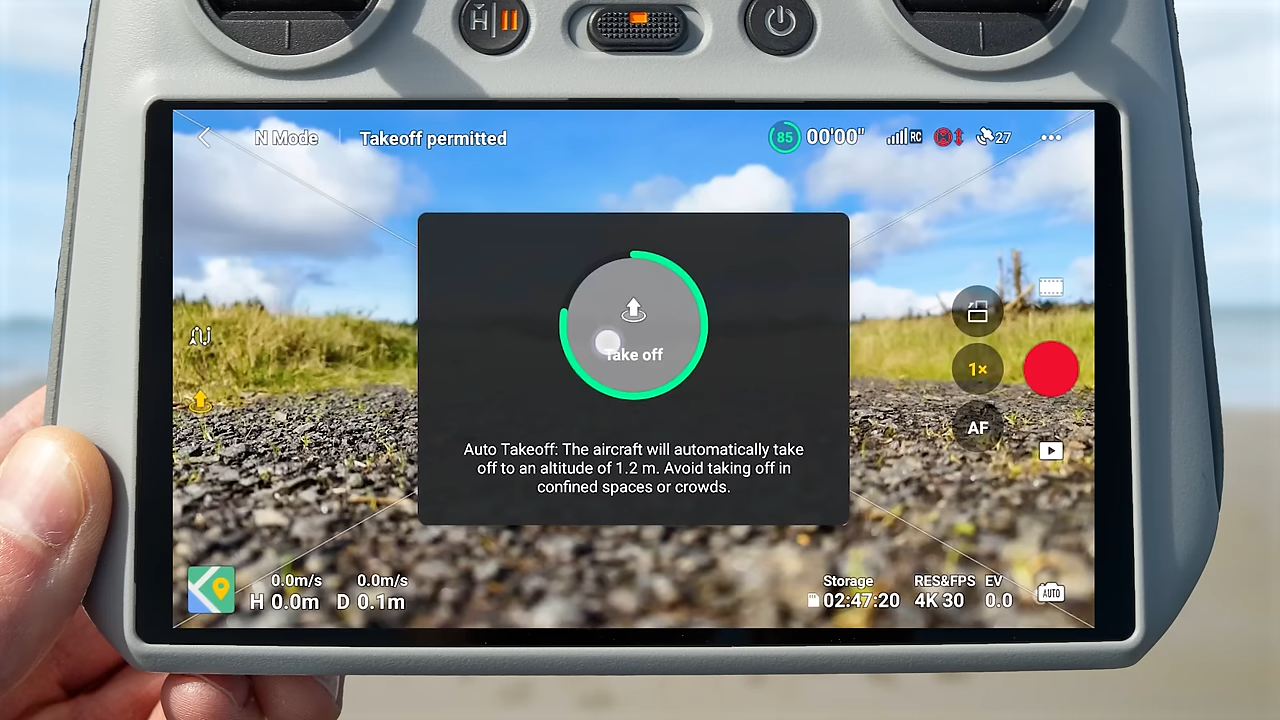 H
N Mode
Takeoff permitted
85
00'00"
RC
27
Take off
1×
AF
Auto Takeoff: The aircraft will automatically take
off to an altitude of 1.2 m. Avoid taking off in
confined spaces or crowds.
0.0m/s 0.0m/s
H 0.0m D 0.1m
Storage RES&FPS EV
02:47:20 4K 30 0.0
AUTO